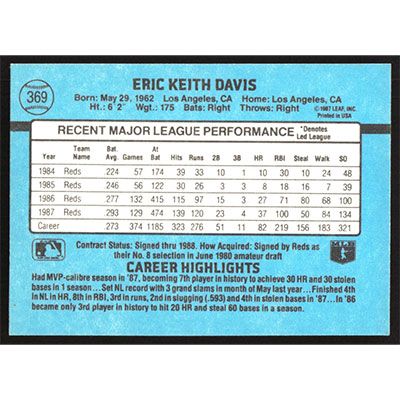 369
ERIC KEITH DAVIS
Born: May 29, 1962 Los Angeles, CA Home: Los Angeles, CA
Ht.: 6' 2" Wgt.: 175 Bats: Right Throws: Right
©1987 LEAF, INC.
Printed in USA
RECENT MAJOR LEAGUE PERFORMANCE *Denotes Led League
Year Team Name Bat. Avg. Games At Bat Hits Runs 2B 3B HR RBI Steal Walk SO
1984 Reds .224 57 174 39 33 10 1 10 30 10 24 48
1985 Reds .246 56 122 30 26 3 3 8 18 16 7 39
1986 Reds .277 132 415 115 97 15 3 27 71 80 68 100
1987 Reds .293 129 474 139 120 23 4 37 100 50 84 134
Career .273 374 1185 323 276 51 11 82 219 156 183 321
Contract Status: Signed thru 1988. How Acquired: Signed by Reds as
their No. 8 selection in June 1980 amateur draft
CAREER HIGHLIGHTS
Had MVP-calibre season in '87, becoming 7th player in history to achieve 30 HR and 30 stolen
bases in 1 season... Set NL record with 3 grand slams in month of May last year... Finished 4th
in NL in HR, 8th in RBI, 3rd in runs, 2nd in slugging (.593) and 4th in stolen bases in '87... In '86
became only 3rd player in history to hit 20 HR and steal 60 bases in a season.